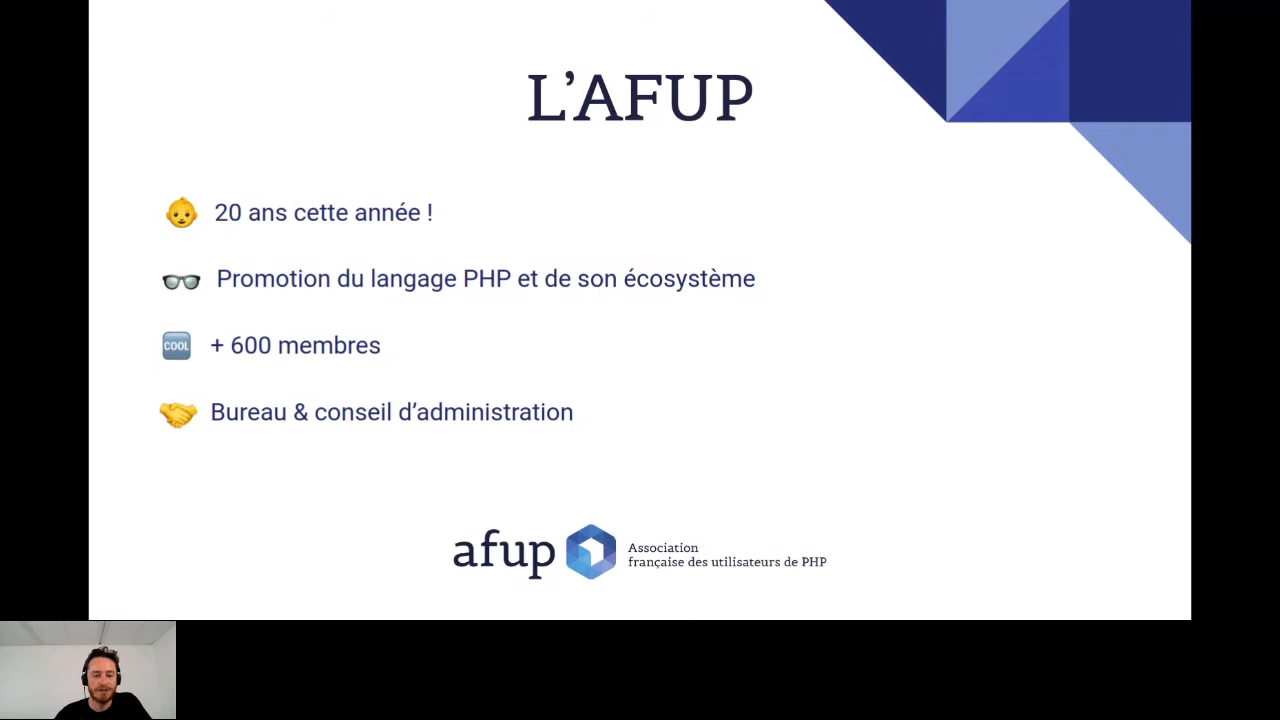 L’AFUP
20 ans cette année !
Promotion du langage PHP et de son écosystème
COOL + 600 membres
Bureau & conseil d’administration
afup
Association
française des utilisateurs de PHP